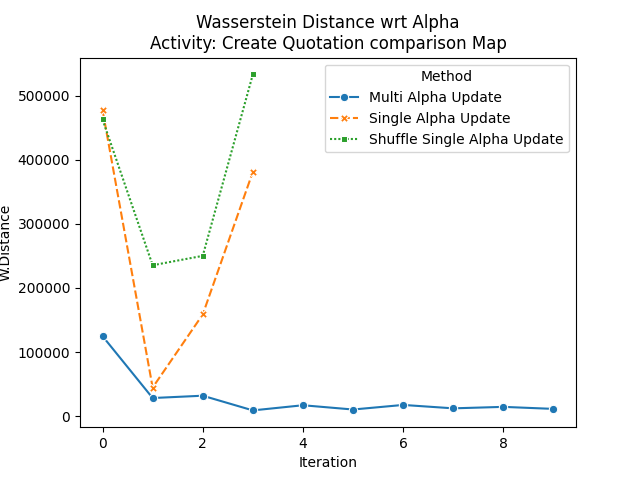 Wasserstein Distance wrt Alpha
Activity: Create Quotation comparison Map
Method
Multi Alpha Update
Single Alpha Update
Shuffle Single Alpha Update
W.Distance
500000
400000
300000
200000
100000
0
0 2 4 6 8
Iteration